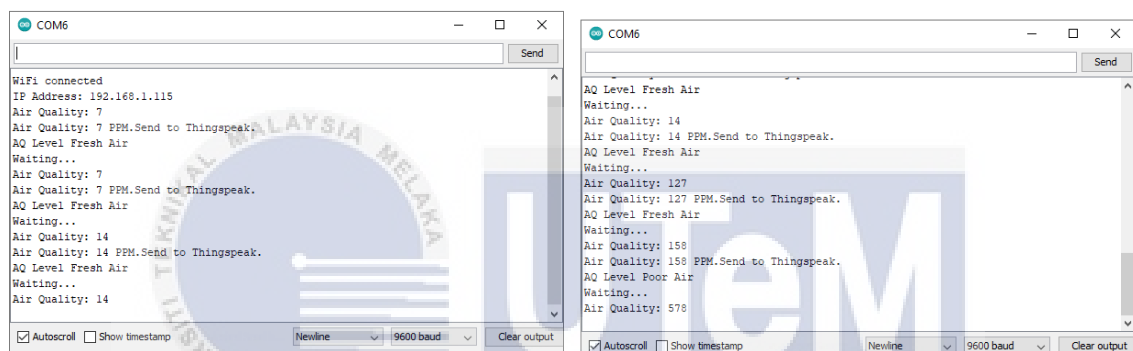 COM6
Send
WiFi connected
IP Address: 192.168.1.115
Air Quality: 7
Air Quality: 7 PPM.Send to Thingspeak.
AQ Level Fresh Air
Waiting...
Air Quality: 7
Air Quality: 7 PPM.Send to Thingspeak.
AQ Level Fresh Air
Waiting...
Air Quality: 14
Air Quality: 14 PPM.Send to Thingspeak.
AQ Level Fresh Air
Waiting...
Air Quality: 14
Autoscroll Show timestamp Newline 9600 baud Clear output
COM6
Send
AQ Level Fresh Air
Waiting...
Air Quality: 14
Air Quality: 14 PPM.Send to Thingspeak.
AQ Level Fresh Air
Waiting...
Air Quality: 127
Air Quality: 127 PPM.Send to Thingspeak.
AQ Level Fresh Air
Waiting...
Air Quality: 158
Air Quality: 158 PPM.Send to Thingspeak.
AQ Level Poor Air
Waiting...
Air Quality: 578
Autoscroll Show timestamp Newline 9600 baud Clear output
TEKNIKAL MALAYSIA MELAKA
UTeM